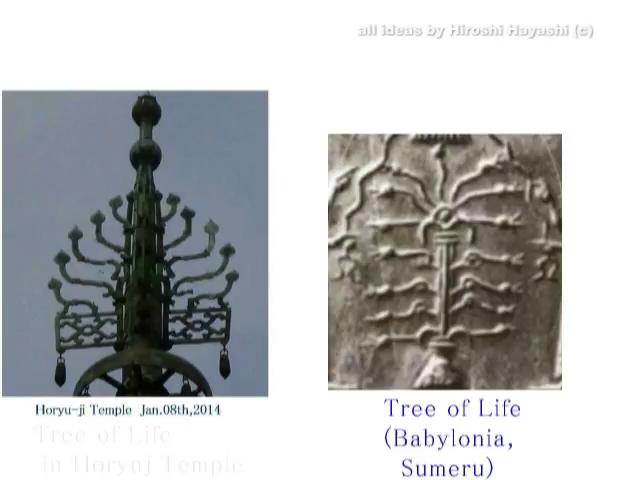 all ideas by Hiroshi Hayashi (c)
Horyu-ji Temple Jan.08th,2014
Tree of Life
in Horyuj Temple
Tree of Life
(Babylonia,
Sumeru)